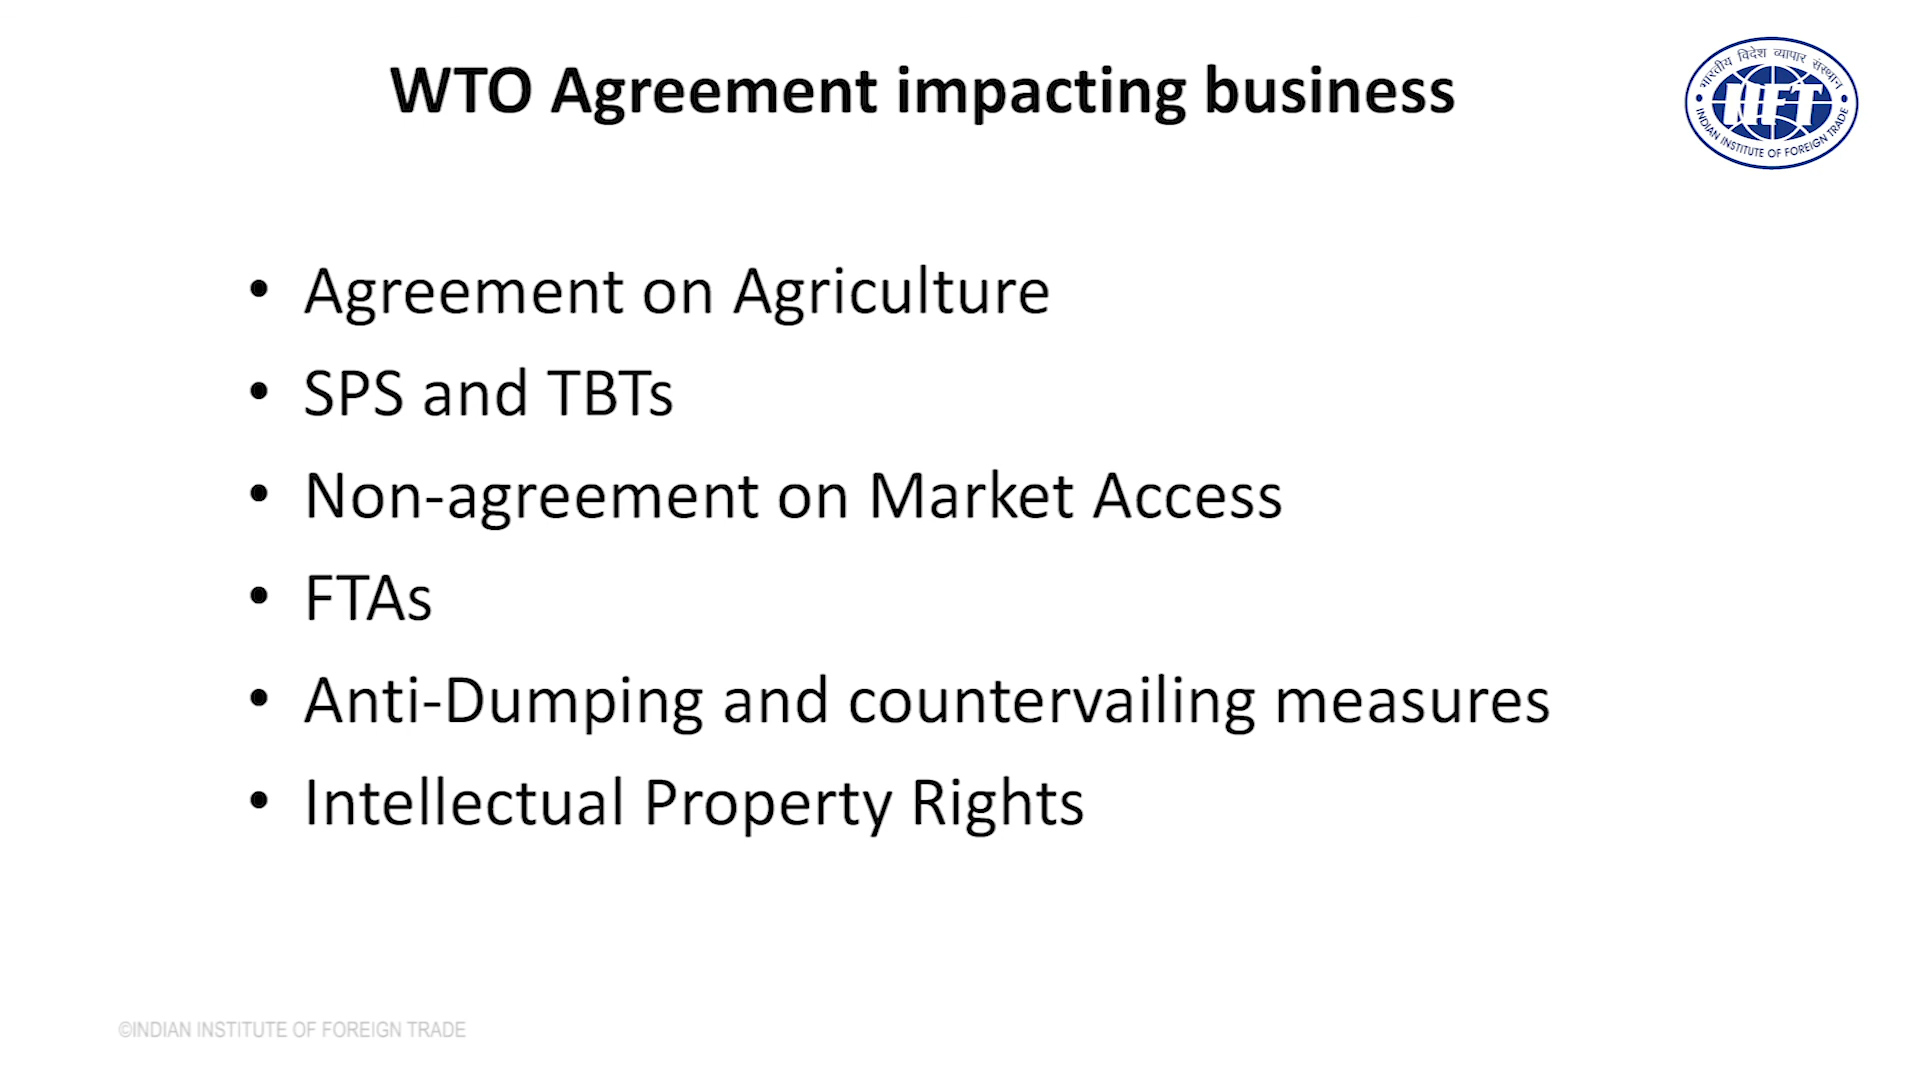 WTO Agreement impacting business
भारतीय विदेश व्यापार संस्थान
IIFT
INDIAN INSTITUTE OF FOREIGN TRADE
• Agreement on Agriculture
• SPS and TBTs
• Non-agreement on Market Access
• FTAs
• Anti-Dumping and countervailing measures
• Intellectual Property Rights
©INDIAN INSTITUTE OF FOREIGN TRADE